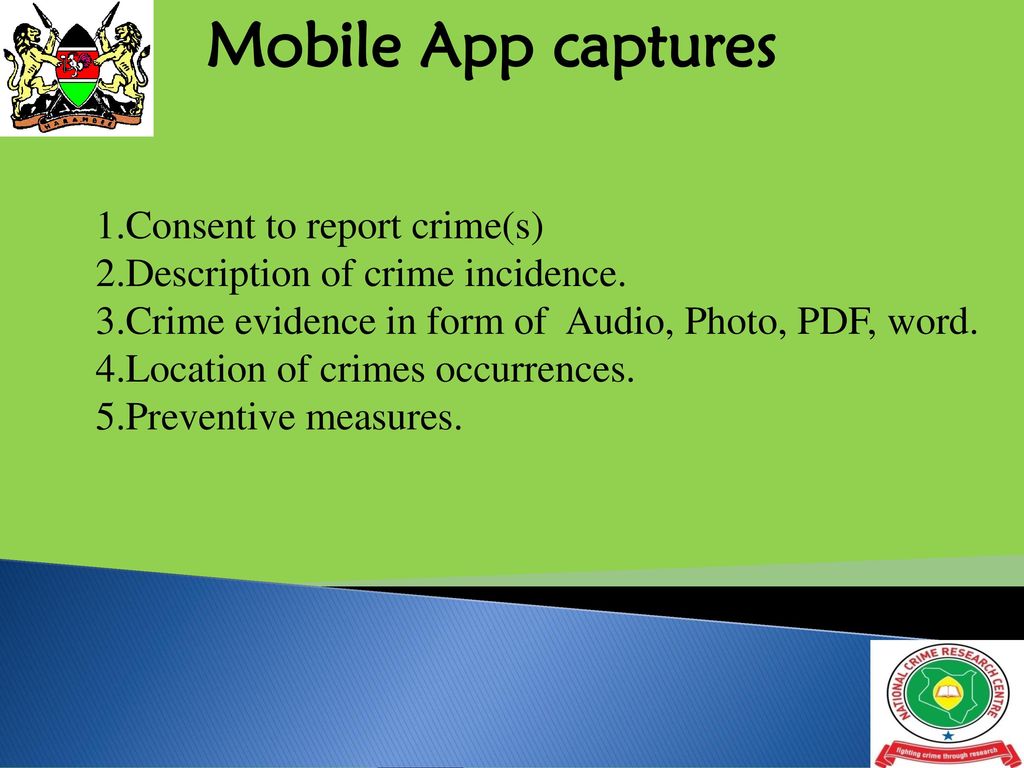 Mobile App captures
HARAMBEE
1.Consent to report crime(s)
2.Description of crime incidence.
3.Crime evidence in form of  Audio, Photo, PDF, word.
4.Location of crimes occurrences.
5.Preventive measures.
NATIONAL CRIME RESEARCH CENTRE
fighting crime through research